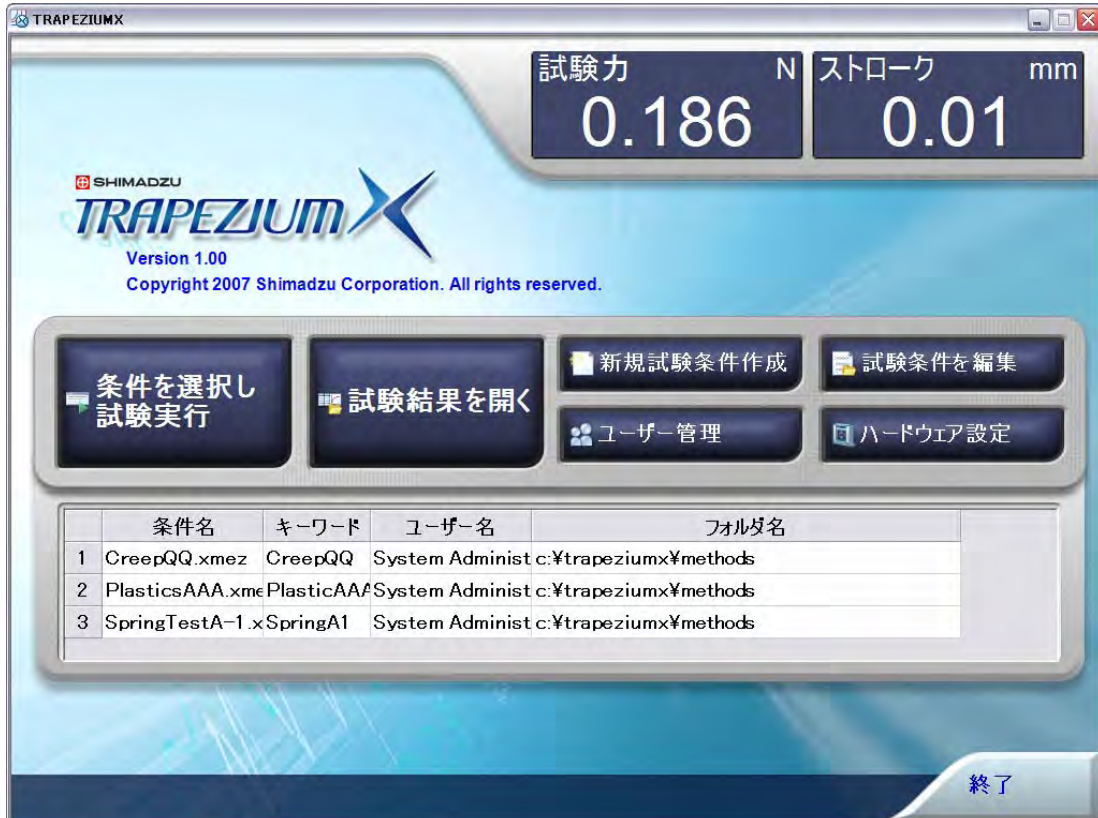 TRAPEZIUMX
試験力 N ストローク mm
0.186 0.01
SHIMADZU
TRAPEZIUMX
Version 1.00
Copyright 2007 Shimadzu Corporation. All rights reserved.
条件を選択し
試験実行
試験結果を開く
新規試験条件作成 試験条件を編集
ユーザー管理 ハードウェア設定
条件名 キーワード ユーザー名 フォルダ名
1 CreepQQ.xmez CreepQQ System Administ c:¥trapeziumx¥methods
2 PlasticsAAA.xme PlasticAAA System Administ c:¥trapeziumx¥methods
3 SpringTestA-1.x SpringA1 System Administ c:¥trapeziumx¥methods
終了